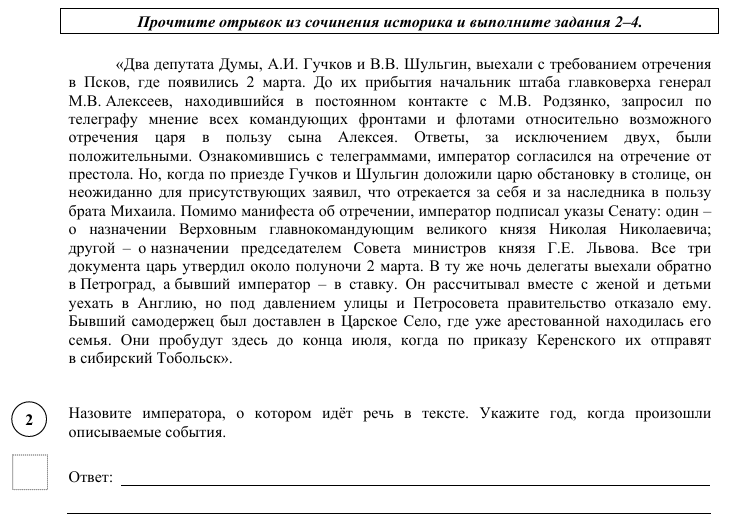 Прочтите отрывок из сочинения историка и выполните задания 2–4.
«Два депутата Думы, А.И. Гучков и В.В. Шульгин, выехали с требованием отречения
в Псков, где появились 2 марта. До их прибытия начальник штаба главковерха генерал
М.В. Алексеев, находившийся в постоянном контакте с М.В. Родзянко, запросил по
телеграфу мнение всех командующих фронтами и флотами относительно возможного
отречения царя в пользу сына Алексея. Ответы, за исключением двух, были
положительными. Ознакомившись с телеграммами, император согласился на отречение от
престола. Но, когда по приезде Гучков и Шульгин доложили царю обстановку в столице, он
неожиданно для присутствующих заявил, что отрекается за себя и за наследника в пользу
брата Михаила. Помимо манифеста об отречении, император подписал указы Сенату: один –
о назначении Верховным главнокомандующим великого князя Николая Николаевича;
другой – о назначении председателем Совета министров князя Г.Е. Львова. Все три
документа царь утвердил около полуночи 2 марта. В ту же ночь делегаты выехали обратно
в Петроград, а бывший император – в ставку. Он рассчитывал вместе с женой и детьми
уехать в Англию, но под давлением улицы и Петросовета правительство отказало ему.
Бывший самодержец был доставлен в Царское Село, где уже арестованной находилась его
семья. Они пробудут здесь до конца июля, когда по приказу Керенского их отправят
в сибирский Тобольск».
2
Назовите императора, о котором идёт речь в тексте. Укажите год, когда произошли
описываемые события.
Ответ: